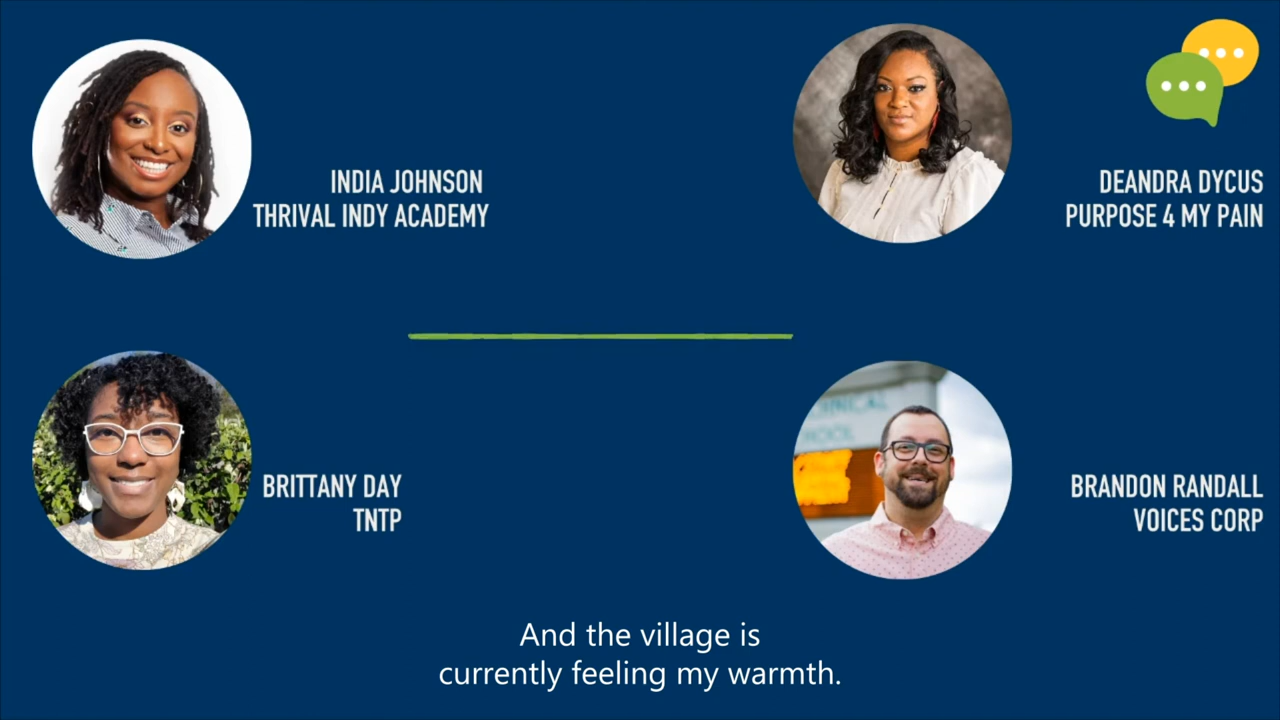 INDIA JOHNSON
THRIVAL INDY ACADEMY
DEANDRA DYCUS
PURPOSE 4 MY PAIN
BRITTANY DAY
TNTP
BRANDON RANDALL
VOICES CORP
And the village is
currently feeling my warmth.